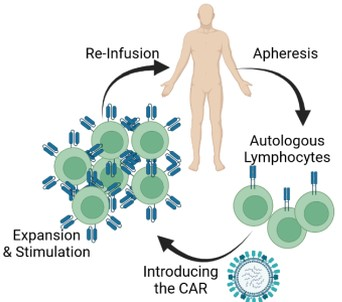 Re-Infusion
Apheresis
Autologous
Lymphocytes
Expansion
& Stimulation
Introducing
the CAR